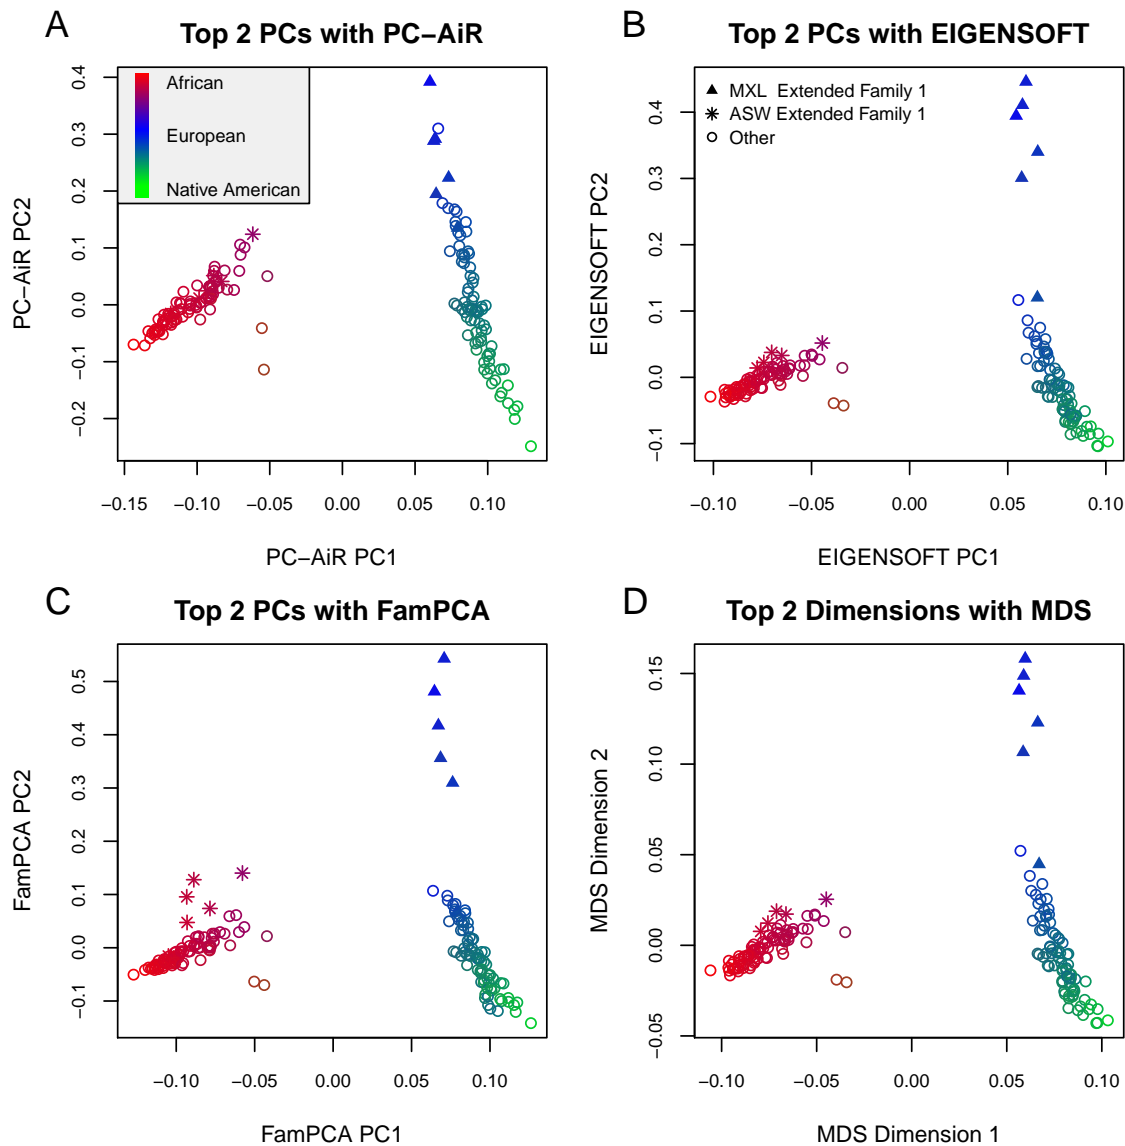 A
Top 2 PCs with PC−AiR
African
European
Native American
0.4
0.3
0.2
0.1
0.0
−0.1
−0.2
PC−AiR PC2
−0.15 −0.10 −0.05 0.00 0.05 0.10
PC−AiR PC1
B
Top 2 PCs with EIGENSOFT
MXL Extended Family 1
ASW Extended Family 1
Other
0.4
0.3
0.2
0.1
0.0
−0.1
EIGENSOFT PC2
−0.10 −0.05 0.00 0.05 0.10
EIGENSOFT PC1
C
Top 2 PCs with FamPCA
0.5
0.4
0.3
0.2
0.1
0.0
−0.1
FamPCA PC2
−0.10 −0.05 0.00 0.05 0.10
FamPCA PC1
D
Top 2 Dimensions with MDS
0.15
0.10
0.05
0.00
−0.05
MDS Dimension 2
−0.10 −0.05 0.00 0.05 0.10
MDS Dimension 1